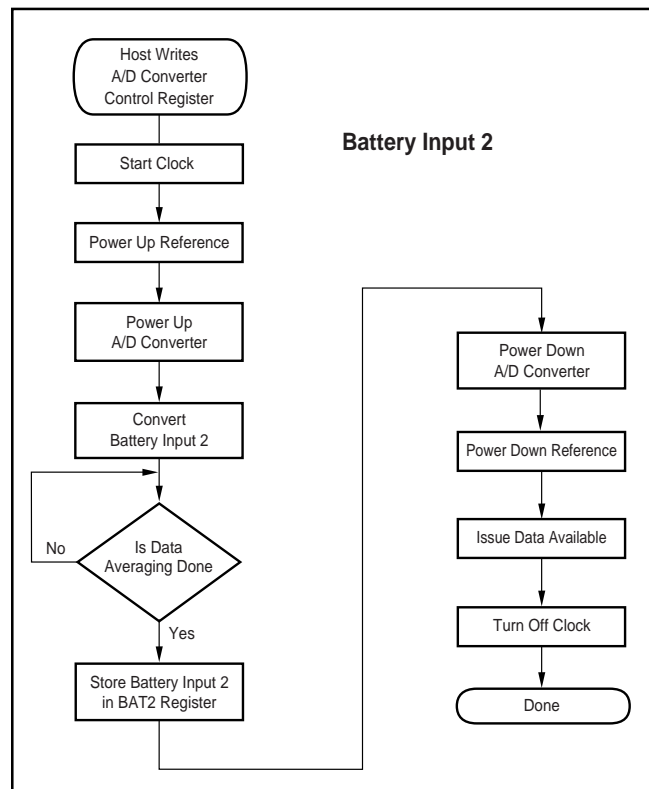 Host Writes
A/D Converter
Control Register
Battery Input 2
Start Clock
Power Up Reference
Power Up
A/D Converter
Convert
Battery Input 2
No
Is Data
Averaging Done
Yes
Store Battery Input 2
in BAT2 Register
Power Down
A/D Converter
Power Down Reference
Issue Data Available
Turn Off Clock
Done